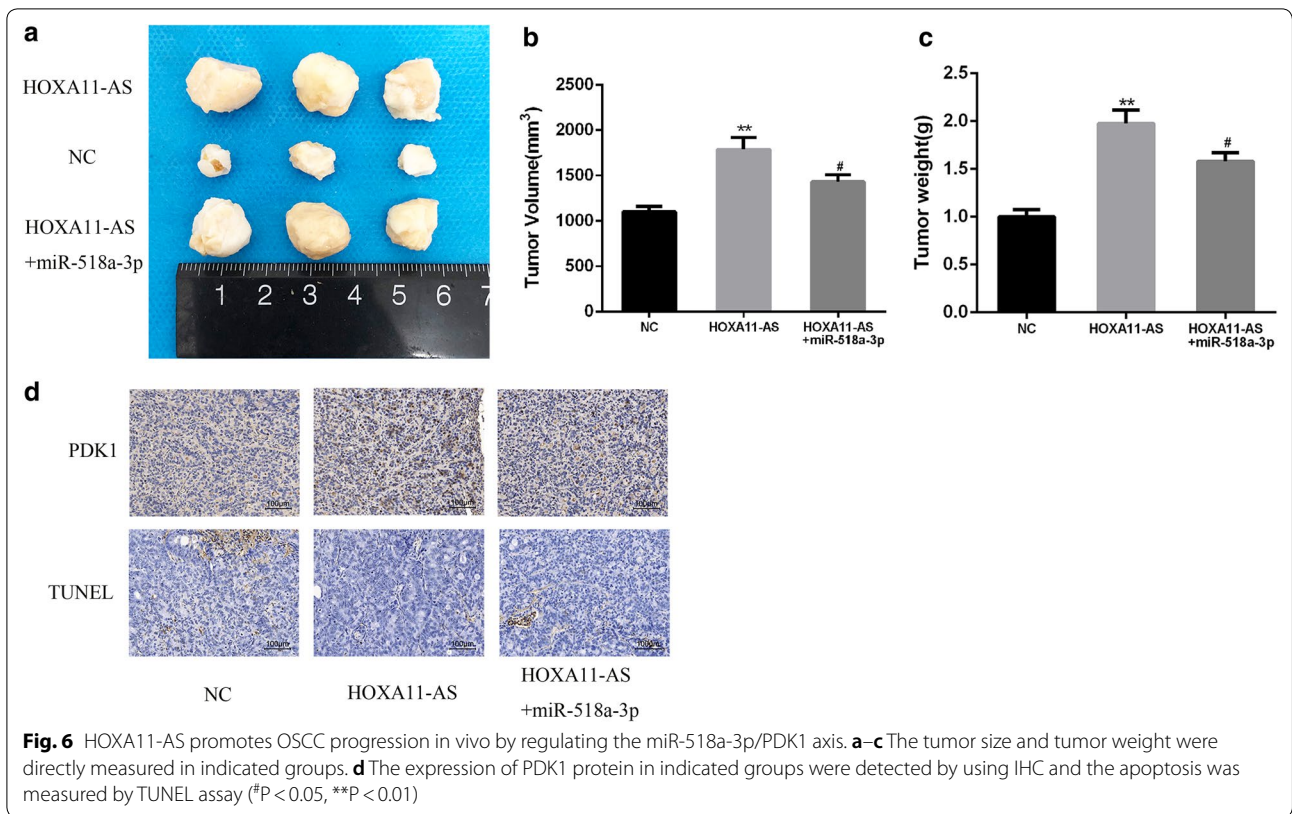 a
HOXA11-AS
NC
HOXA11-AS
+miR-518a-3p
1 2 3 4 5 6 7
b
Tumor Volume(mm³)
2500
2000
1500
1000
500
0
**
#
NC
HOXA11-AS
HOXA11-AS
+miR-518a-3p
c
Tumor weight(g)
2.5
2.0
1.5
1.0
0.5
0.0
**
#
NC
HOXA11-AS
HOXA11-AS
+miR-518a-3p
d
PDK1
100μm
100μm
100μm
TUNEL
100μm
100μm
100μm
NC
HOXA11-AS
HOXA11-AS
+miR-518a-3p
Fig. 6 HOXA11-AS promotes OSCC progression in vivo by regulating the miR-518a-3p/PDK1 axis. a–c The tumor size and tumor weight were
directly measured in indicated groups. d The expression of PDK1 protein in indicated groups were detected by using IHC and the apoptosis was
measured by TUNEL assay (#P < 0.05, **P < 0.01)